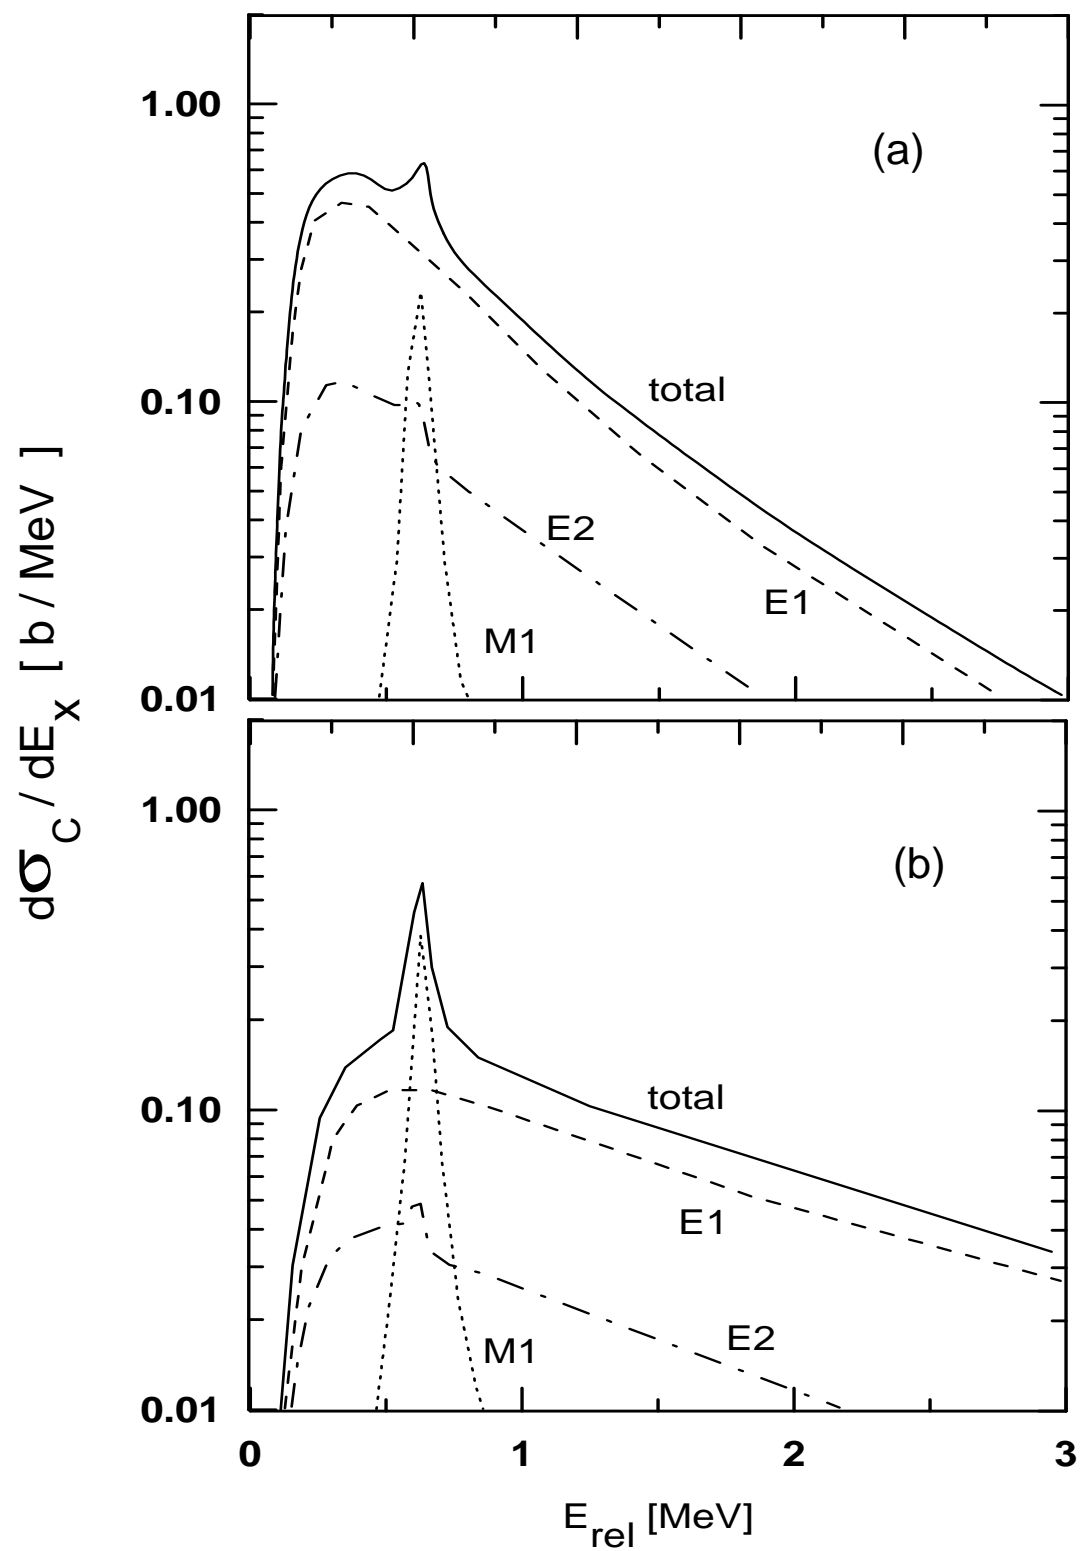 dσC / dEx [ b / MeV ]
(a)
1.00
0.10
0.01
total
E2
E1
M1
(b)
1.00
0.10
0.01
total
E1
E2
M1
0 1 2 3
Erel [MeV]